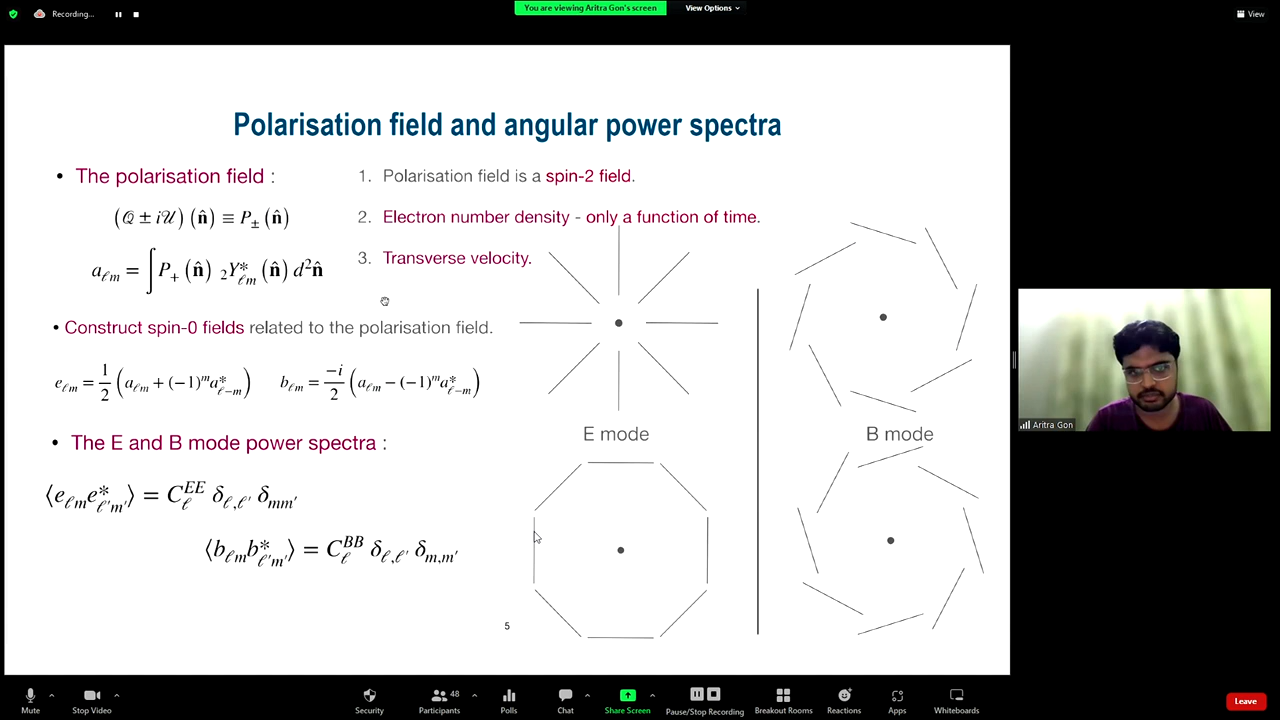 Recording...
You are viewing Aritra Gon's screen
View Options
View
Polarisation field and angular power spectra
• The polarisation field :
(𝒬 ± i𝒰) (n̂) ≡ P± (n̂)
aℓm = ∫ P+ (n̂) ₂Y*ℓm (n̂) d²n̂
1. Polarisation field is a spin-2 field.
2. Electron number density - only a function of time.
3. Transverse velocity.
• Construct spin-0 fields related to the polarisation field.
eℓm = 1/2 (aℓm + (−1)^m a*ℓ−m)
bℓm = −i/2 (aℓm − (−1)^m a*ℓ−m)
• The E and B mode power spectra :
⟨eℓm e*ℓ′m′⟩ = Cℓ^EE δℓ,ℓ′ δmm′
⟨bℓm b*ℓ′m′⟩ = Cℓ^BB δℓ,ℓ′ δm,m′
E mode
B mode
5
Aritra Gon
Mute
Stop Video
Security
48
Participants
Polls
Chat
Share Screen
Pause/Stop Recording
Breakout Rooms
Reactions
Apps
Whiteboards
Leave